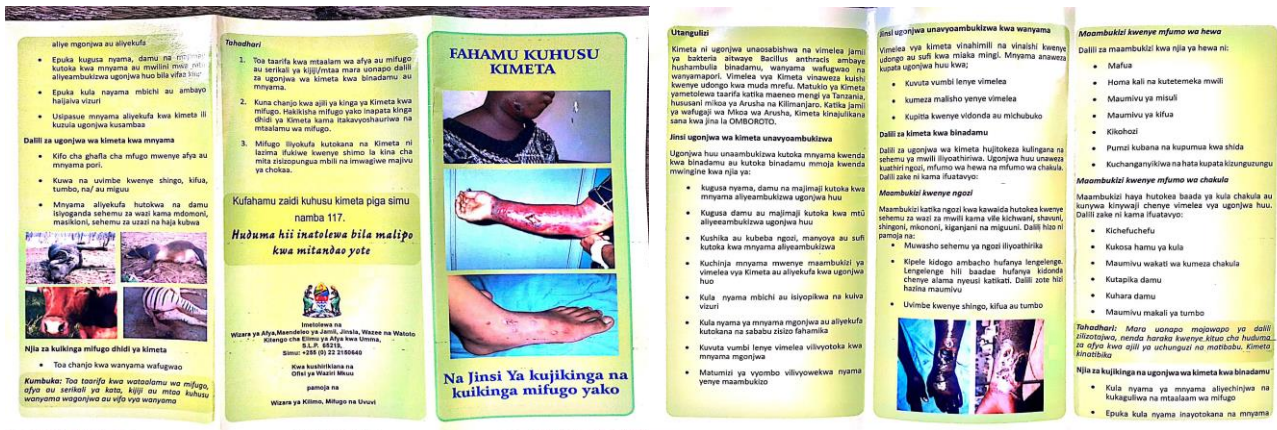 aliye mgonjwa au aliyekufa
• Epuka kugusa nyama, damu na majimaji
kutoka kwa mnyama au mwilini mwa mtu
aliyeambukizwa ugonjwa huo bila vifaa
• Epuka kula nayama mbichi au ambayo
haijaiva vizuri
• Usipasue mnyama aliyekufa kwa kimeta ili
kuzula ugonjwa kusambaa
Dalili za ugonjwa wa kimeta kwa mnyama
• Kifo cha ghafla cha mfugo mwenye afya au
mnyama pori.
• Kuwa na uvimbe kwenye shingo, kifua,
tumbo, na/ au miguu
• Mnyama aliyekufa hutokwa na damu
isiyoganda sehemu za wazi kama mdomoni,
masikioni, sehemu za uzazi na haja kubwa
Njia za kuikinga mifugo dhidi ya kimeta
• Toa chanjo kwa wanyama wafugwao
Kumbuka: Toa taarifa kwa wataalamu wa mifugo,
afya au serikali ya kata, kijiji au mtaa kuhusu
wanyama wagonjwa au vifo vya wanyama
Tahadhari
1. Toa taarifa kwa mtaalam wa afya au mifugo
au serikali ya kijiji/mtaa mara uonapo dalili
za ugonjwa wa kimeta kwa binadamu au
mnyama.
2. Kuna chanjo kwa ajili ya kinga ya Kimeta kwa
mifugo. Hakikisha mifugo yako inapata kinga
dhidi ya Kimeta kama itakavyoshauriwa na
mtaalamu wa mifugo.
3. Mifugo iliyokufa kutokana na Kimeta ni
lazima ifukiwe kwenye shimo la kina cha
mita zisizopungua mbili na imwagiwe majivu
ya chokaa.
Kufahamu zaidi kuhusu kimeta piga simu
namba 117.
Huduma hii inatolewa bila malipo
kwa mitandao yote
Imetolewa na
Wizara ya Afya,Maendeleo ya Jamii, Jinsia, Wazee na Watoto
Kitengo cha Elimu ya Afya kwa Umma,
S.L.P. 65219,
Simu: +255 (0) 22 2150640
Kwa kushirikiana na
Ofisi ya Waziri Mkuu
pamoja na
Wizara ya Kilimo, Mifugo na Uvuvi
FAHAMU KUHUSU
KIMETA
Na Jinsi Ya kujikinga na
kuikinga mifugo yako
Utangulizi
Kimeta ni ugonjwa unaosababishwa na vimelea jamii
ya bakteria aitwaye Bacillus anthracis ambaye
hushambulia binadamu, wanyama wafugwao na
wanyamapori. Vimelea vya Kimeta vinaweza kuishi
kwenye udongo kwa muda mrefu. Matukio ya Kimeta
yametolewa taarifa katika maeneo mengi ya Tanzania,
hususani mikoa ya Arusha na Kilimanjaro. Katika jamii
ya wafugaji wa Mkoa wa Arusha, Kimeta kinajulikana
sana kwa jina la OMBOROTO.
Jinsi ugonjwa wa kimeta unavyoambukizwa
Ugonjwa huu unaambukizwa kutoka mnyama kwenda
kwa binadamu au kutoka binadamu mmoja kwenda
mwingine kwa njia ya:
• kugusa nyama, damu na majimaji kutoka kwa
mnyama aliyeambukizwa ugonjwa huu
• Kugusa damu au majimaji kutoka kwa mtu
aliyeeambukizwa ugonjwa huu
• Kushika au kubeba ngozi, manyoya au sufi
kutoka kwa mnyama aliyeambukizwa
• Kuchinja mnyama mwenye maambukizi ya
vimelea vya Kimeta au aliyekufa kwa ugonjwa
huo
• Kula nyama mbichi au isiyopikwa na kuiva
vizuri
• Kula nyama ya mnyama mgonjwa au aliyekufa
kutokana na sababu zisizo fahamika
• Kuvuta vumbi lenye vimelea vilivyotoka kwa
mnyama mgonjwa
• Matumizi ya vyombo vilivyowekwa nyama
yenye maambukizo
Jinsi ugonjwa unavyoambukizwa kwa wanyama
Vimelea vya kimeta vinahimili na vinaishi kwenye
udongo au sufi kwa miaka mingi. Mnyama anaweza
kupata ugonjwa huu kwa;
• Kuvuta vumbi lenye vimelea
• kumeza malisho yenye vimelea
• Kupitia kwenye vidonda au michubuko
Dalili za kimeta kwa binadamu
Dalili za ugonjwa wa kimeta hujitokeza kulingana na
sehemu ya mwili iliyoathiriwa. Ugonjwa huu unaweza
kuathiri ngozi, mfumo wa hewa na mfumo wa chakula.
Dalili zake ni kama ifuatavyo:
Maambukizi kwenye ngozi
Maambukizi katika ngozi kwa kawaida hutokea kwenye
sehemu za wazi za mwili kama vile kichwani, shavuni,
shingoni, mkononi, kiganjani na miguuni. Dalili hizo ni
pamoja na:
• Muwasho sehemu ya ngozi iliyoathirika
• Kipele kidogo ambacho hufanya lengelenge.
Lengelenge hili baadae hufanya kidonda
chenye alama nyeusi katikati. Dalili zote hizi
hazina maumivu
• Uvimbe kwenye shingo, kifua au tumbo
Maambukizi kwenye mfumo wa hewa
Dalili za maambukizi kwa njia ya hewa ni:
• Mafua
• Homa kali na kutetemeka mwili
• Maumivu ya misuli
• Maumivu ya kifua
• Kikohozi
• Pumzi kubana na kupumua kwa shida
• Kuchanganyikiwa na hata kupata kizunguzungu
Maambukizi kwenye mfumo wa chakula
Maambukizi haya hutokea baada ya kula chakula au
kunywa kinywaji chenye vimelea vya ugonjwa huu.
Dalili zake ni kama ifuatavyo:
• Kichefuchefu
• Kukosa hamu ya kula
• Maumivu wakati wa kumeza chakula
• Kutapika damu
• Kuhara damu
• Maumivu makali ya tumbo
Tahadhari: Mara uonapo mojawapo ya dalili
zilizotajwa, nenda haraka kwenye kituo cha huduma
za afya kwa ajili ya uchunguzi na matibabu. Kimeta
kinatibika
Njia za kujikinga na ugonjwa wa kimeta kwa binadamu
• Kula nyama ya mnyama aliyechinjwa na
kukaguliwa na mtaalaam wa mifugo
• Epuka kula nyama inayotokana na mnyama